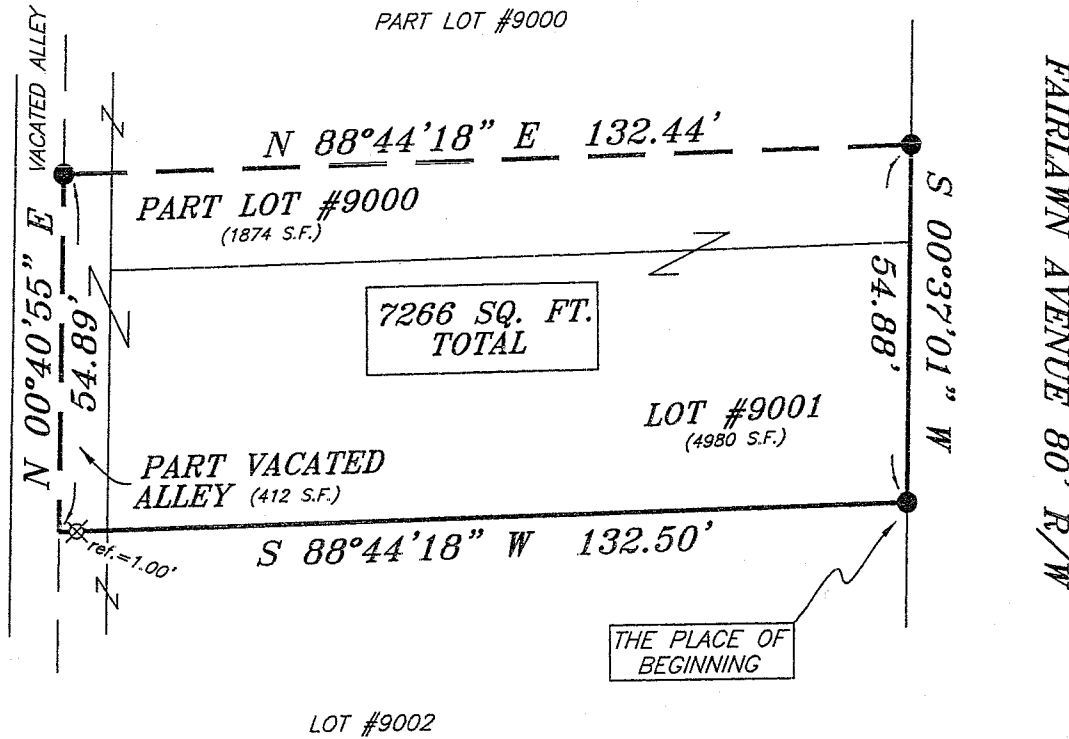 PART LOT #9000
VACATED ALLEY
N 88°44'18" E 132.44'
PART LOT #9000
(1874 S.F.)
FAIRLAWN AVENUE 80' R/W
S 00°37'01" W
54.88'
N 00°40'55" E
54.89'
7266 SQ. FT.
TOTAL
LOT #9001
(4980 S.F.)
PART VACATED
ALLEY (412 S.F.)
ref.=1.00'
S 88°44'18" W 132.50'
THE PLACE OF
BEGINNING
LOT #9002